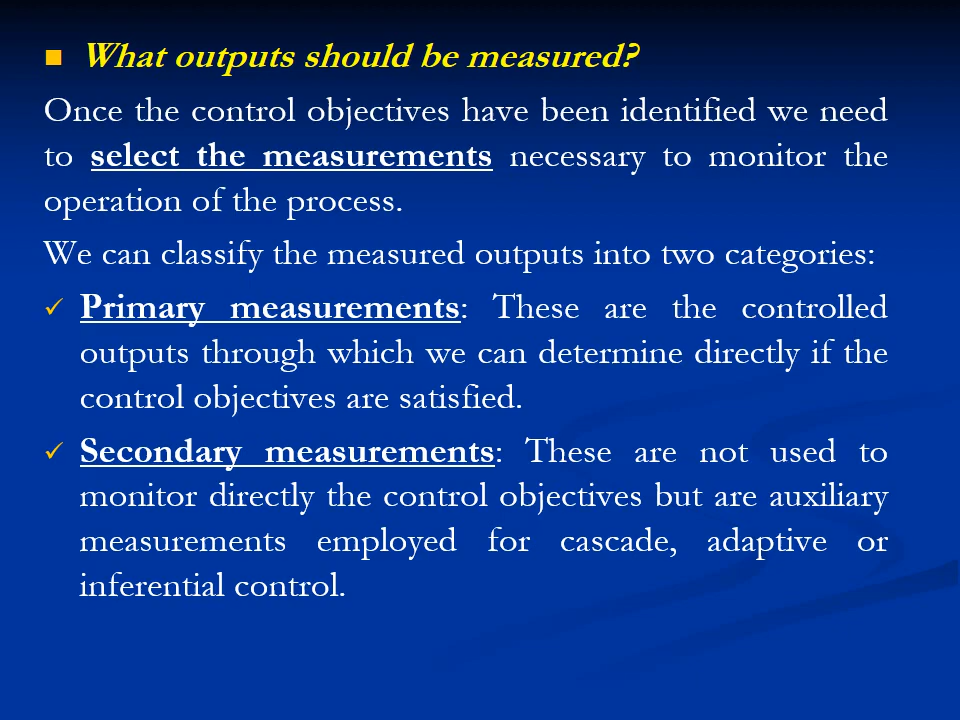 What outputs should be measured?
Once the control objectives have been identified we need
to select the measurements necessary to monitor the
operation of the process.
We can classify the measured outputs into two categories:
Primary measurements: These are the controlled
outputs through which we can determine directly if the
control objectives are satisfied.
Secondary measurements: These are not used to
monitor directly the control objectives but are auxiliary
measurements employed for cascade, adaptive or
inferential control.